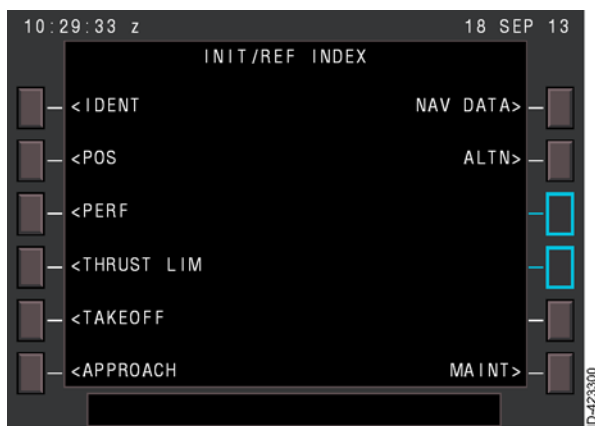 10:29:33 z 18 SEP 13
INIT/REF INDEX
<IDENT NAV DATA>
<POS ALTN>
<PERF
<THRUST LIM
<TAKEOFF
<APPROACH MAINT>
D-423300